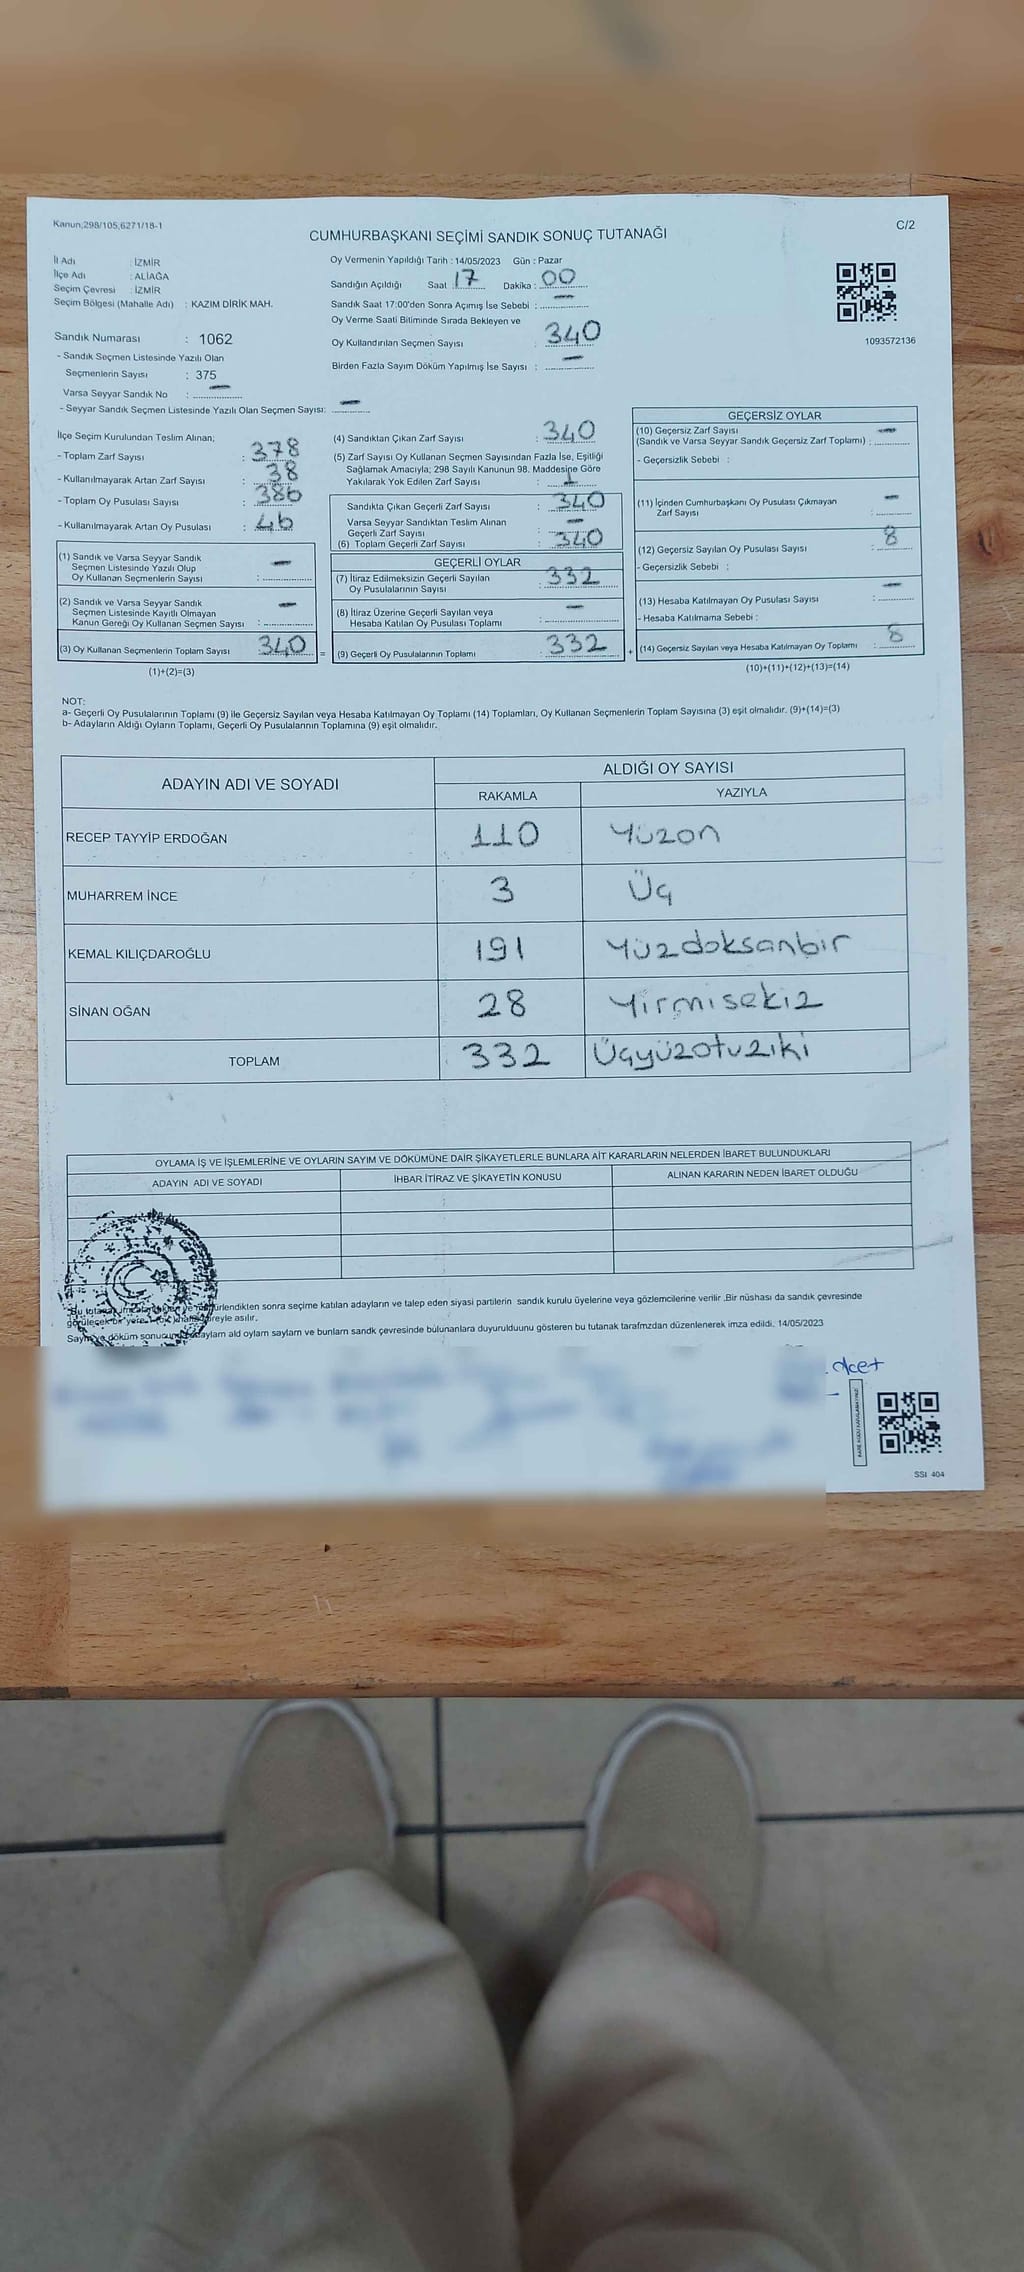 Kanun,298/105,6271/18-1
C/2
CUMHURBAŞKANI SEÇİMİ SANDIK SONUÇ TUTANAĞI
İl Adı : İZMİR
İlçe Adı : ALİAĞA
Seçim Çevresi : İZMİR
Seçim Bölgesi (Mahalle Adı) : KAZIM DİRİK MAH.
Sandık Numarası : 1062
- Sandık Seçmen Listesinde Yazılı Olan
Seçmenlerin Sayısı : 375
Varsa Seyyar Sandık No : —
- Seyyar Sandık Seçmen Listesinde Yazılı Olan Seçmen Sayısı: —
Oy Vermenin Yapıldığı Tarih : 14/05/2023 Gün : Pazar
Sandığın Açıldığı Saat : 17 Dakika : 00
Sandık Saat 17:00'den Sonra Açımış İse Sebebi : —
Oy Verme Saati Bitiminde Sırada Bekleyen ve
Oy Kullandırılan Seçmen Sayısı : 340
Birden Fazla Sayım Döküm Yapılmış İse Sayısı : —
1093572136
İlçe Seçim Kurulundan Teslim Alınan;
- Toplam Zarf Sayısı : 378
- Kullanılmayarak Artan Zarf Sayısı : 38
- Toplam Oy Pusulası Sayısı : 386
- Kullanılmayarak Artan Oy Pusulası : 46
(1) Sandık ve Varsa Seyyar Sandık
Seçmen Listesinde Yazılı Olup
Oy Kullanan Seçmenlerin Sayısı : —
(2) Sandık ve Varsa Seyyar Sandık
Seçmen Listesinde Kayıtlı Olmayan
Kanun Gereği Oy Kullanan Seçmen Sayısı : —
(3) Oy Kullanan Seçmenlerin Toplam Sayısı 340 =
(1)+(2)=(3)
(4) Sandıktan Çıkan Zarf Sayısı : 340
(5) Zarf Sayısı Oy Kullanan Seçmen Sayısından Fazla İse, Eşitliği
Sağlamak Amacıyla; 298 Sayılı Kanunun 98. Maddesine Göre
Yakılarak Yok Edilen Zarf Sayısı : 1
Sandıkta Çıkan Geçerli Zarf Sayısı : 340
Varsa Seyyar Sandıktan Teslim Alınan
Geçerli Zarf Sayısı : —
(6) Toplam Geçerli Zarf Sayısı : 340
GEÇERLİ OYLAR
(7) İtiraz Edilmeksizin Geçerli Sayılan
Oy Pusulalarının Sayısı : 332
(8) İtiraz Üzerine Geçerli Sayılan veya
Hesaba Katılan Oy Pusulası Toplamı : —
(9) Geçerli Oy Pusulalarının Toplamı : 332 +
GEÇERSİZ OYLAR
(10) Geçersiz Zarf Sayısı
(Sandık ve Varsa Seyyar Sandık Geçersiz Zarf Toplamı) : —
- Geçersizlik Sebebi :
(11) İçinden Cumhurbaşkanı Oy Pusulası Çıkmayan
Zarf Sayısı : —
(12) Geçersiz Sayılan Oy Pusulası Sayısı : 8
- Geçersizlik Sebebi :
(13) Hesaba Katılmayan Oy Pusulası Sayısı : —
- Hesaba Katılmama Sebebi :
(14) Geçersiz Sayılan veya Hesaba Katılmayan Oy Toplamı : 8
(10)+(11)+(12)+(13)=(14)
NOT:
a- Geçerli Oy Pusulalarının Toplamı (9) ile Geçersiz Sayılan veya Hesaba Katılmayan Oy Toplamı (14) Toplamları, Oy Kullanan Seçmenlerin Toplam Sayısına (3) eşit olmalıdır. (9)+(14)=(3)
b- Adayların Aldığı Oyların Toplamı, Geçerli Oy Pusulalarının Toplamına (9) eşit olmalıdır.
ADAYIN ADI VE SOYADI
ALDIĞI OY SAYISI
RAKAMLA YAZIYLA
RECEP TAYYİP ERDOĞAN 110 Yüzon
MUHARREM İNCE 3 Üç
KEMAL KILIÇDAROĞLU 191 Yüzdoksanbir
SİNAN OĞAN 28 Yirmisekiz
TOPLAM 332 Üçyüzotuziki
OYLAMA İŞ VE İŞLEMLERİNE VE OYLARIN SAYIM VE DÖKÜMÜNE DAİR ŞİKAYETLERLE BUNLARA AİT KARARLARIN NELERDEN İBARET BULUNDUKLARI
ADAYIN ADI VE SOYADI İHBAR İTİRAZ VE ŞİKAYETİN KONUSU ALINAN KARARIN NEDEN İBARET OLDUĞU
Bu sonra seçime katılan adayların ve talep eden siyasi partilerin sandık kurulu üyelerine veya gözlemcilerine verilir .Bir nüshası da sandık çevresinde
asılır.
döküm ald oylam saylam ve bunlarn sandk çevresinde bulunanlara duyurulduunu gösteren bu tutanak tarafmzdan düzenlenerek imza edildi. 14/05/2023
SSI 404